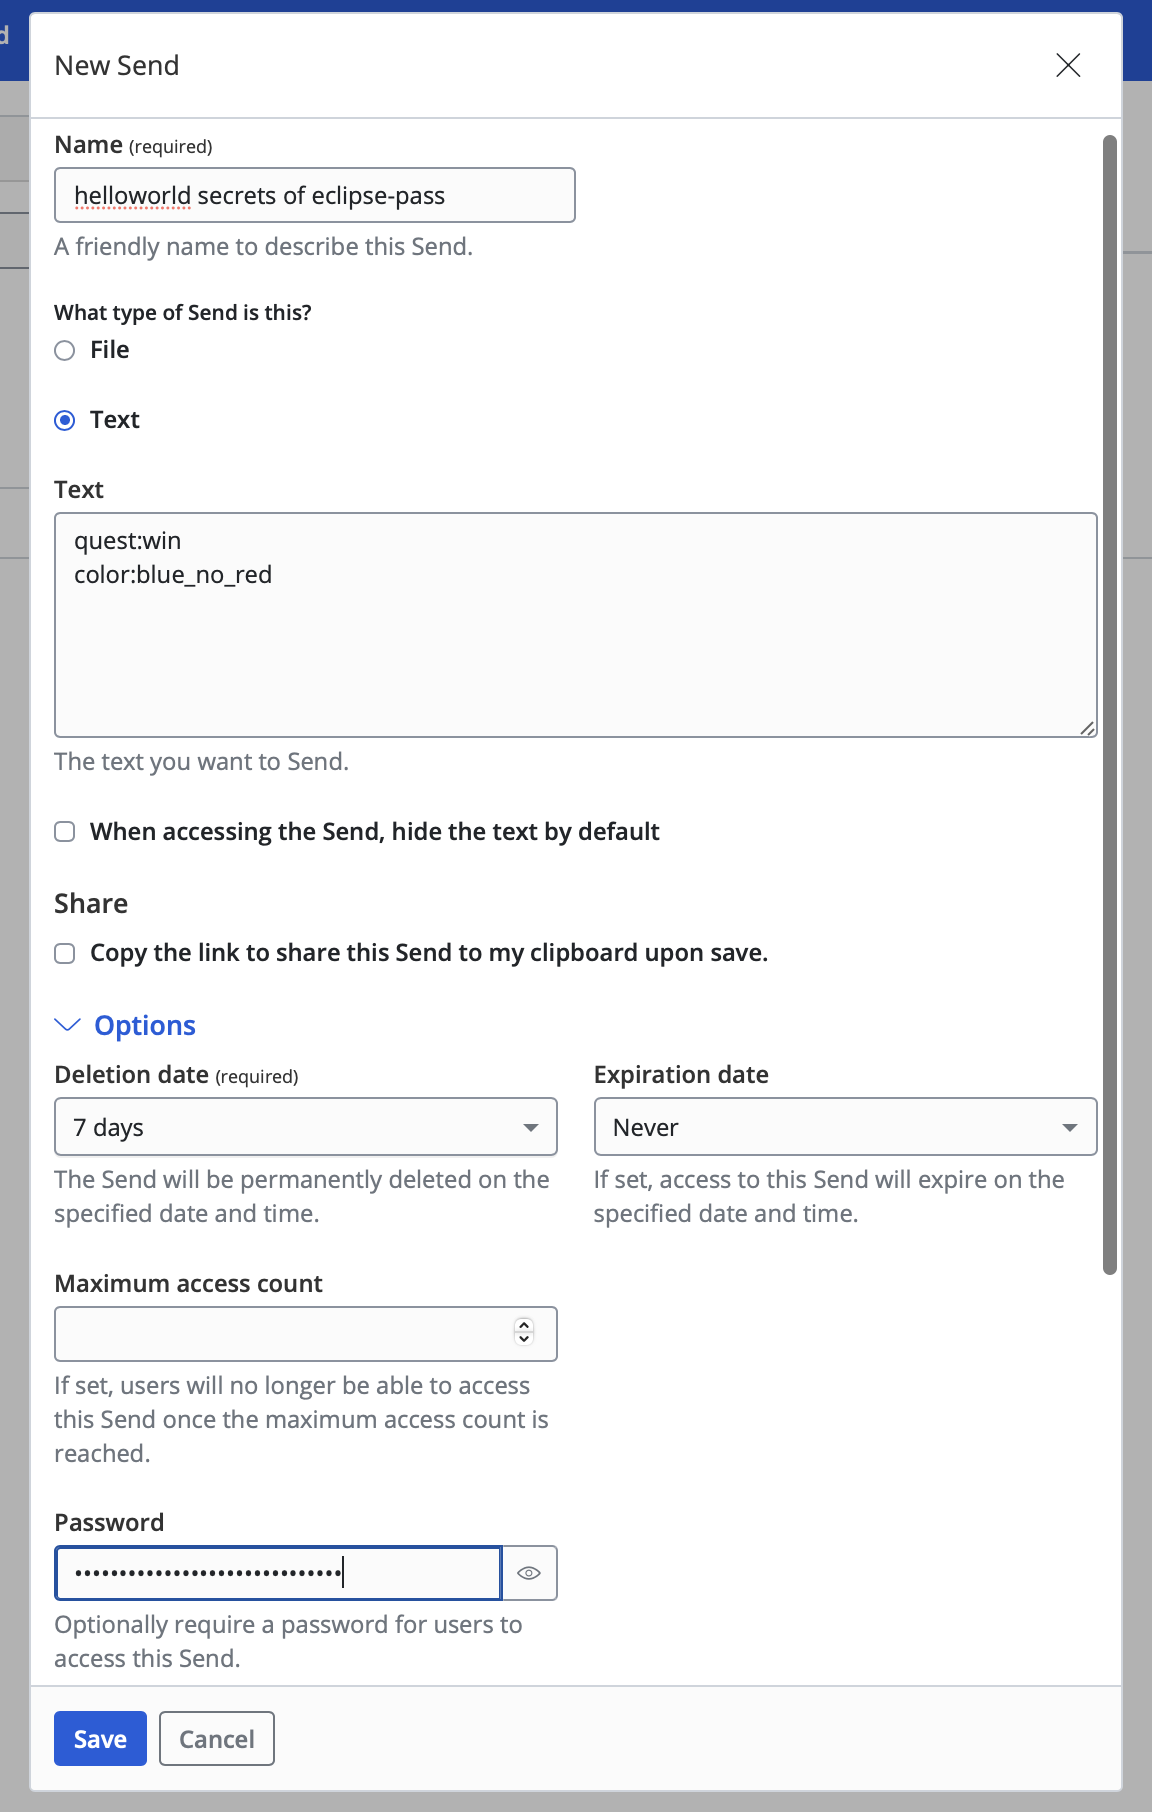 d
New Send
Name (required)
helloworld secrets of eclipse-pass
A friendly name to describe this Send.
What type of Send is this?
File
Text
Text
quest:win
color:blue_no_red
The text you want to Send.
When accessing the Send, hide the text by default
Share
Copy the link to share this Send to my clipboard upon save.
Options
Deletion date (required)
7 days
The Send will be permanently deleted on the
specified date and time.
Expiration date
Never
If set, access to this Send will expire on the
specified date and time.
Maximum access count
If set, users will no longer be able to access
this Send once the maximum access count is
reached.
Password
Optionally require a password for users to
access this Send.
Save
Cancel